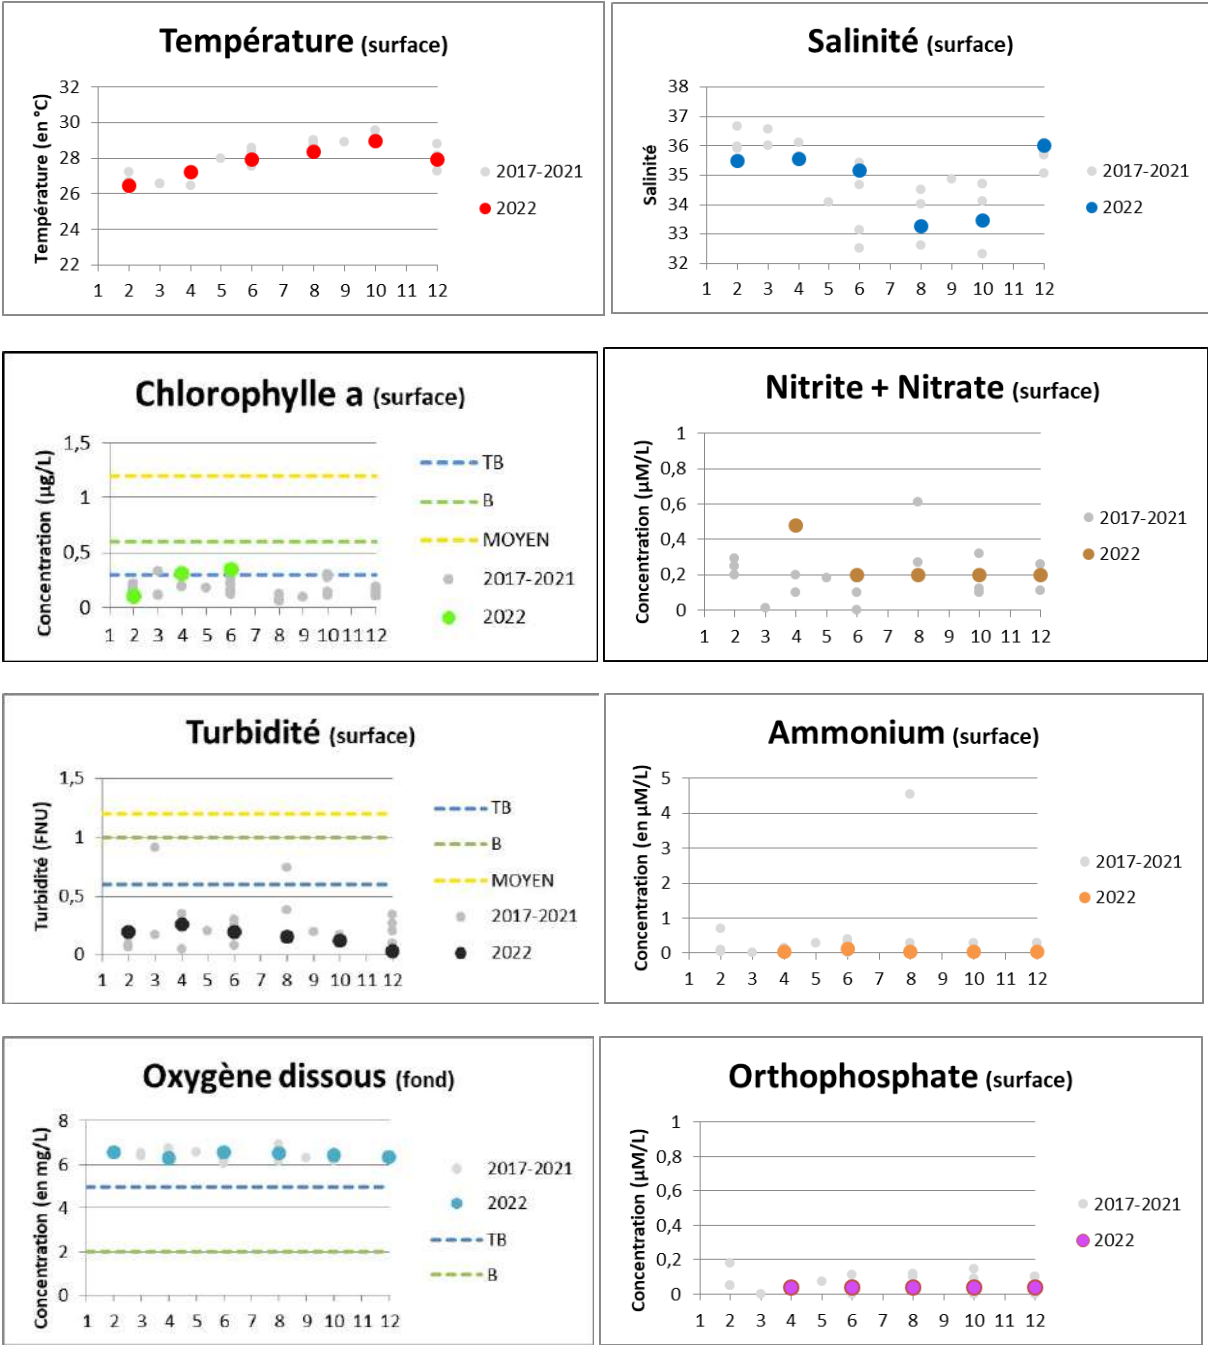 Température (surface)
Température (en °C)
32
30
28
26
24
22
1 2 3 4 5 6 7 8 9 10 11 12
2017-2021
2022
Salinité (surface)
Salinité
38
37
36
35
34
33
32
1 2 3 4 5 6 7 8 9 10 11 12
2017-2021
2022
Chlorophylle a (surface)
Concentration (µg/L)
1,5
1
0,5
0
1 2 3 4 5 6 7 8 9 10 11 12
TB
B
MOYEN
2017-2021
2022
Nitrite + Nitrate (surface)
Concentration (µM/L)
1
0,8
0,6
0,4
0,2
0
1 2 3 4 5 6 7 8 9 10 11 12
2017-2021
2022
Turbidité (surface)
Turbidité (FNU)
1,5
1
0,5
0
1 2 3 4 5 6 7 8 9 10 11 12
TB
B
MOYEN
2017-2021
2022
Ammonium (surface)
Concentration (en µM/L)
5
4
3
2
1
0
1 2 3 4 5 6 7 8 9 10 11 12
2017-2021
2022
Oxygène dissous (fond)
Concentration (en mg/L)
8
6
4
2
0
1 2 3 4 5 6 7 8 9 10 11 12
2017-2021
2022
TB
B
Orthophosphate (surface)
Concentration (µM/L)
1
0,8
0,6
0,4
0,2
0
1 2 3 4 5 6 7 8 9 10 11 12
2017-2021
2022